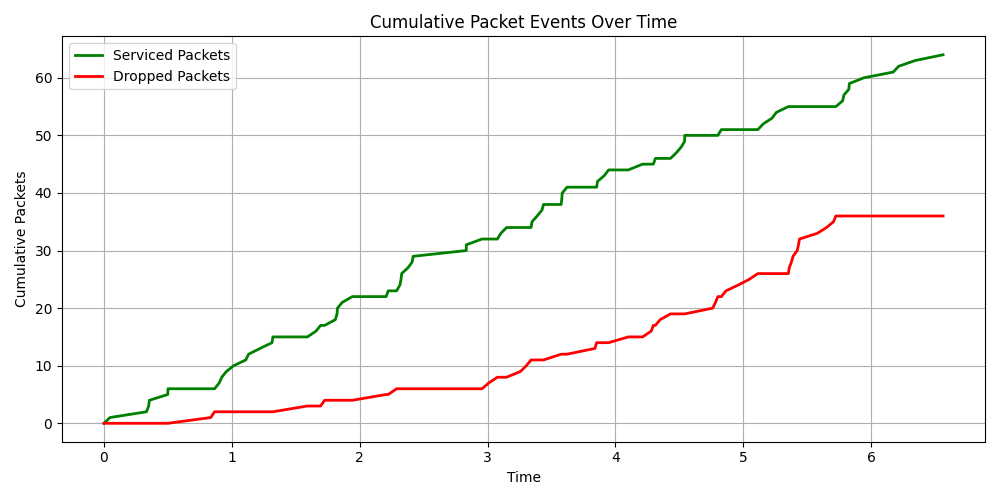 Cumulative Packet Events Over Time
Serviced Packets
Dropped Packets
Cumulative Packets
60
50
40
30
20
10
0
0 1 2 3 4 5 6
Time